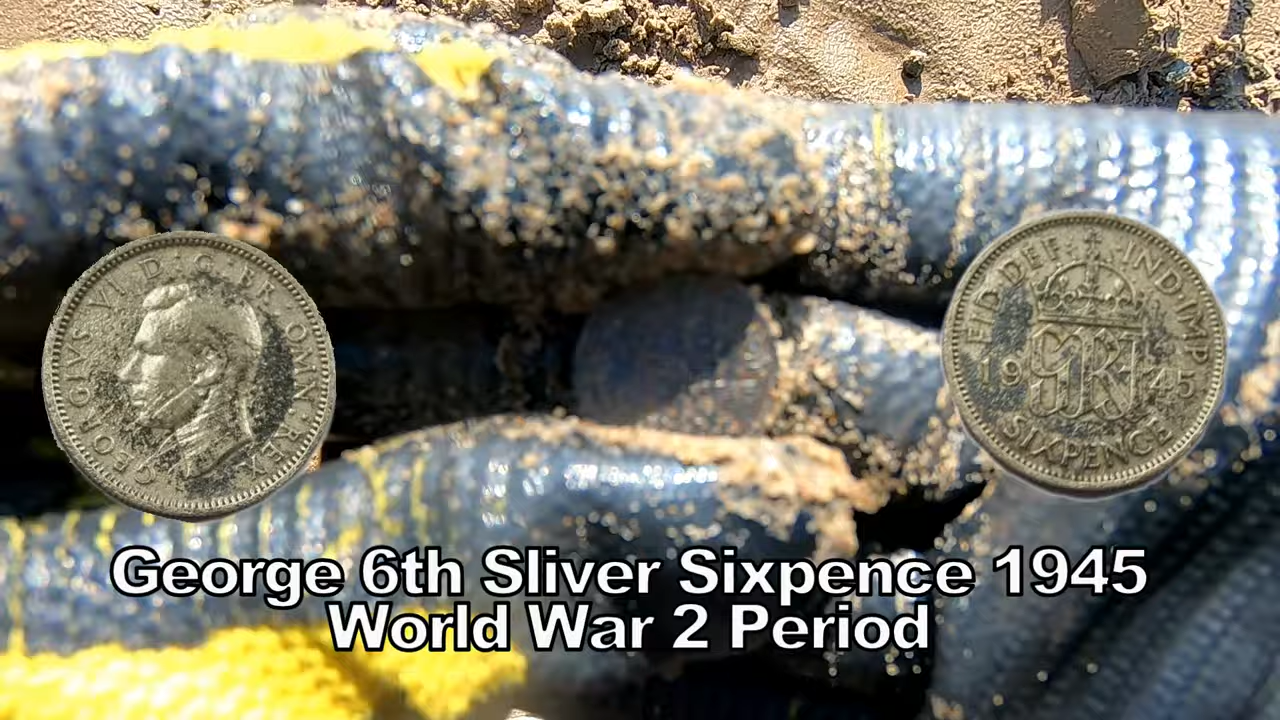 GEORGIVS VI D:G:BR:OMN:REX
FID:DEF: IND:IMP
19 45
SIXPENCE
George 6th Sliver Sixpence 1945
World War 2 Period